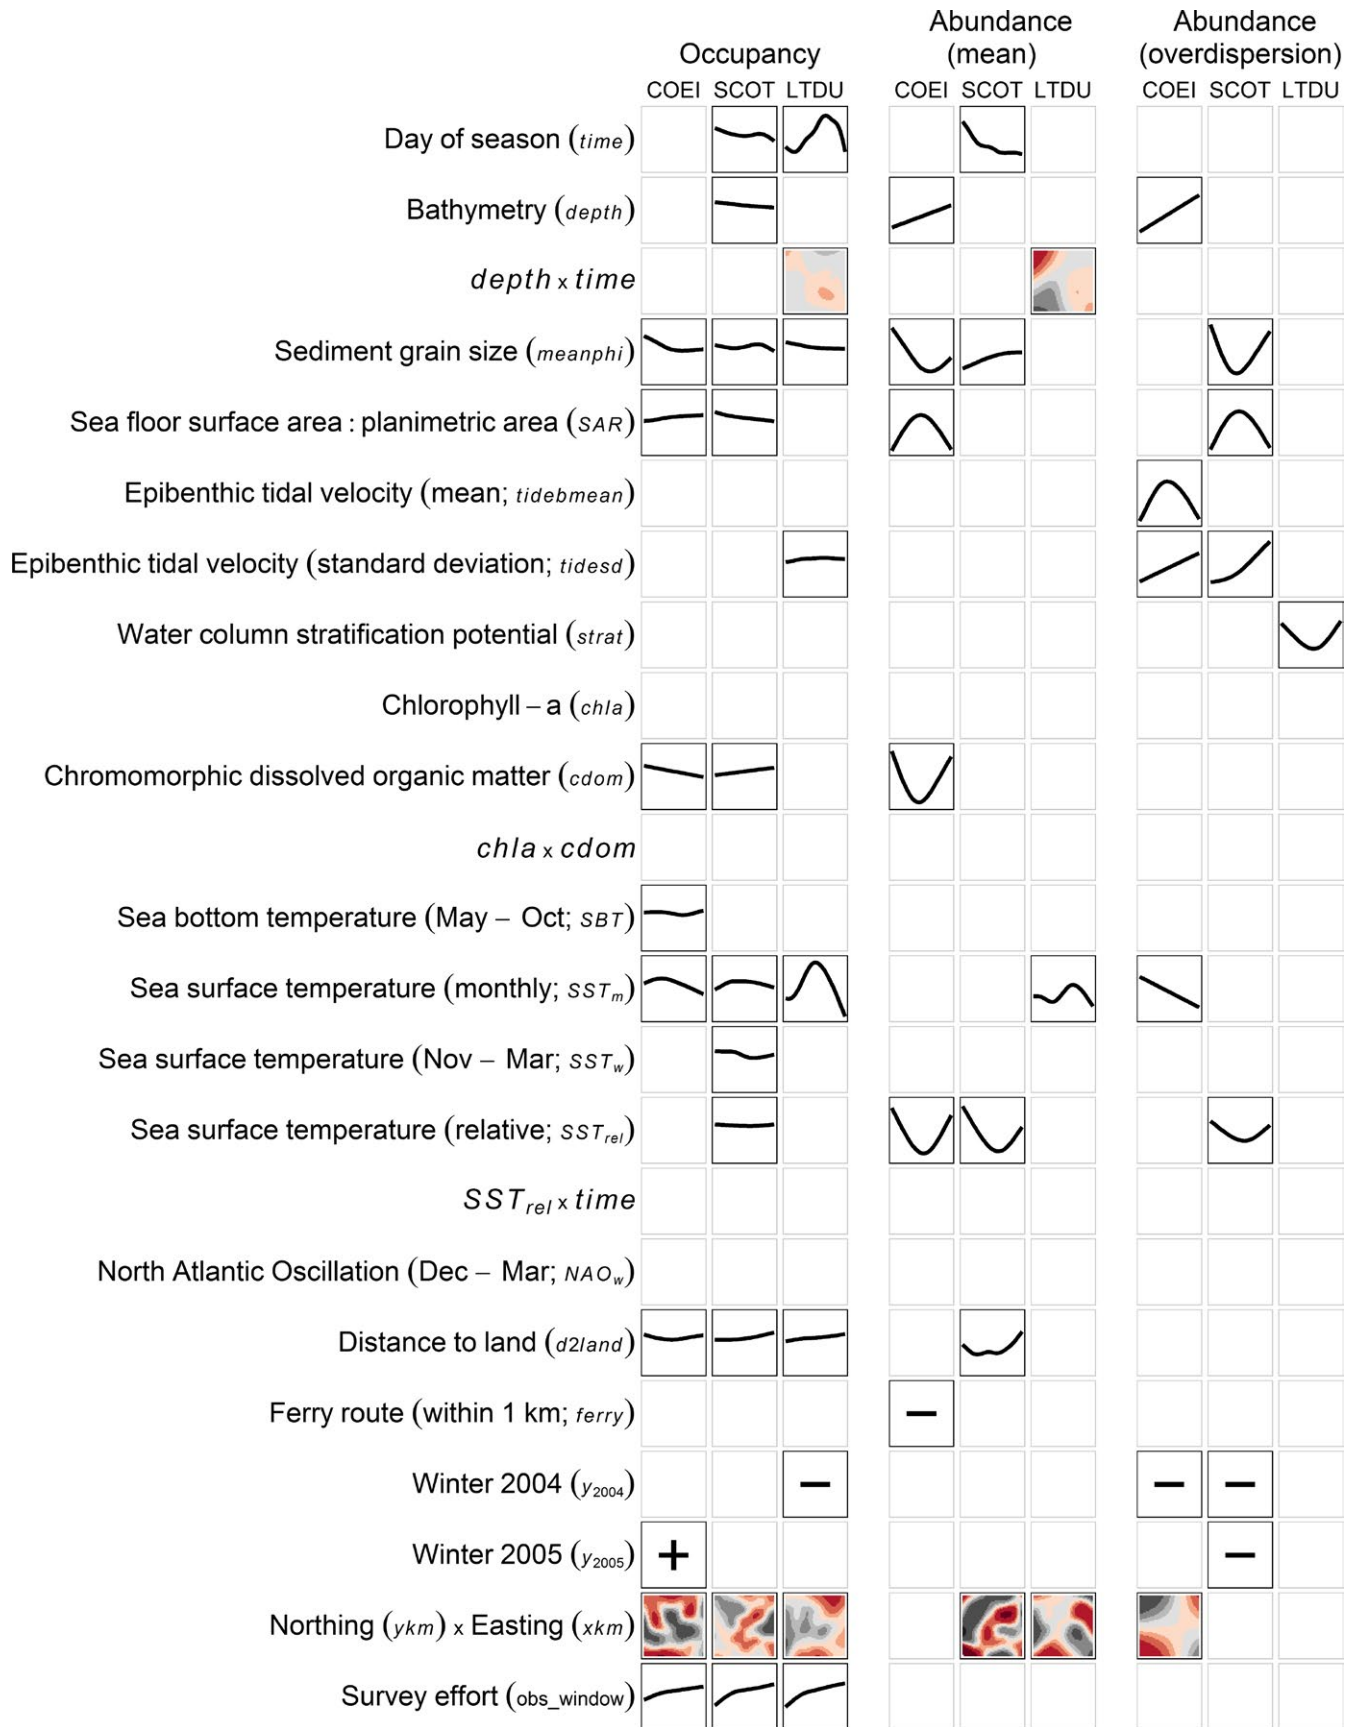 Abundance Abundance
Occupancy (mean) (overdispersion)
COEI SCOT LTDU COEI SCOT LTDU COEI SCOT LTDU
Day of season (time)
Bathymetry (depth)
depth x time
Sediment grain size (meanphi)
Sea floor surface area : planimetric area (SAR)
Epibenthic tidal velocity (mean; tidebmean)
Epibenthic tidal velocity (standard deviation; tidesd)
Water column stratification potential (strat)
Chlorophyll – a (chla)
Chromomorphic dissolved organic matter (cdom)
chla x cdom
Sea bottom temperature (May – Oct; SBT)
Sea surface temperature (monthly; SSTm)
Sea surface temperature (Nov – Mar; SSTw)
Sea surface temperature (relative; SSTrel)
SSTrel x time
North Atlantic Oscillation (Dec – Mar; NAOw)
Distance to land (d2land)
Ferry route (within 1 km; ferry) –
Winter 2004 (y2004) – – –
Winter 2005 (y2005) + –
Northing (ykm) x Easting (xkm)
Survey effort (obs_window)